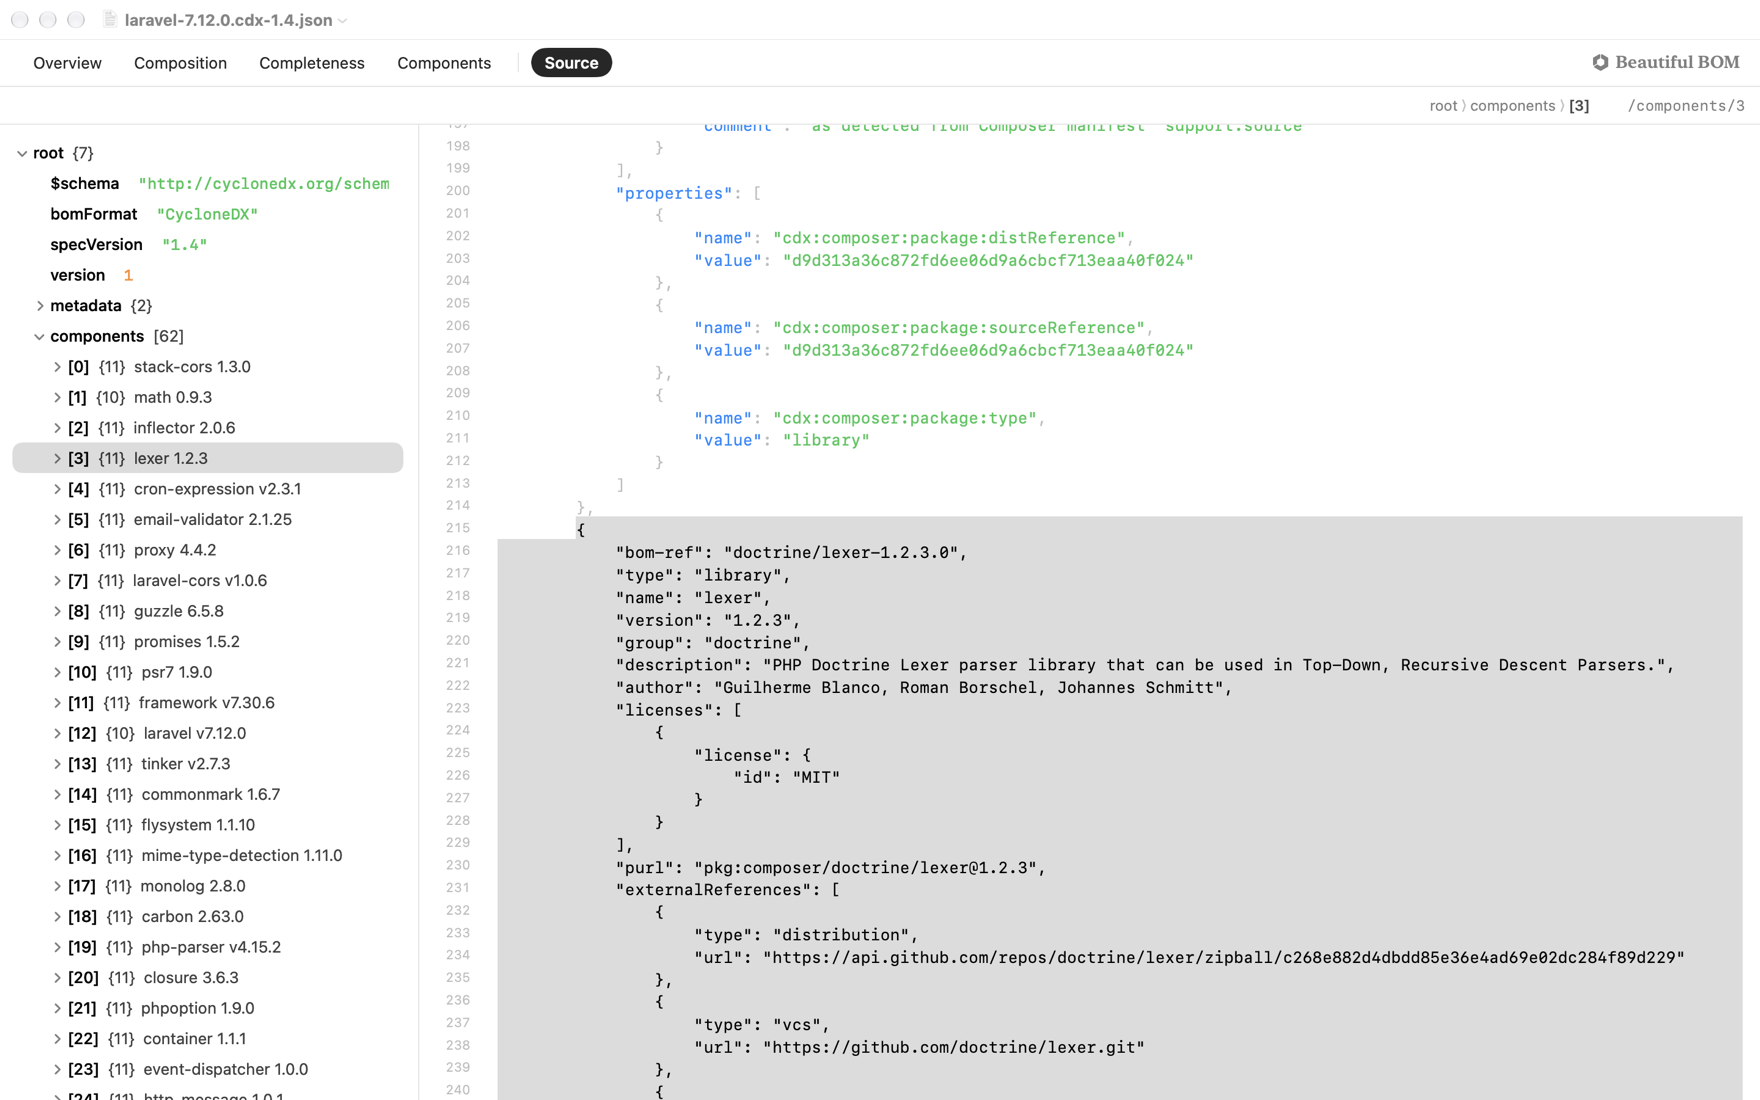 laravel-7.12.0.cdx-1.4.json
Overview Composition Completeness Components Source
Beautiful BOM
root components [3] /components/3
root {7}
$schema "http://cyclonedx.org/schem
bomFormat "CycloneDX"
specVersion "1.4"
version 1
metadata {2}
components [62]
[0] {11} stack-cors 1.3.0
[1] {10} math 0.9.3
[2] {11} inflector 2.0.6
[3] {11} lexer 1.2.3
[4] {11} cron-expression v2.3.1
[5] {11} email-validator 2.1.25
[6] {11} proxy 4.4.2
[7] {11} laravel-cors v1.0.6
[8] {11} guzzle 6.5.8
[9] {11} promises 1.5.2
[10] {11} psr7 1.9.0
[11] {11} framework v7.30.6
[12] {10} laravel v7.12.0
[13] {11} tinker v2.7.3
[14] {11} commonmark 1.6.7
[15] {11} flysystem 1.1.10
[16] {11} mime-type-detection 1.11.0
[17] {11} monolog 2.8.0
[18] {11} carbon 2.63.0
[19] {11} php-parser v4.15.2
[20] {11} closure 3.6.3
[21] {11} phpoption 1.9.0
[22] {11} container 1.1.1
[23] {11} event-dispatcher 1.0.0
[24] {11} http-message 1.0.1
197 "comment": "as detected from Composer manifest 'support.source'"
198 }
199 ],
200 "properties": [
201 {
202 "name": "cdx:composer:package:distReference",
203 "value": "d9d313a36c872fd6ee06d9a6cbcf713eaa40f024"
204 },
205 {
206 "name": "cdx:composer:package:sourceReference",
207 "value": "d9d313a36c872fd6ee06d9a6cbcf713eaa40f024"
208 },
209 {
210 "name": "cdx:composer:package:type",
211 "value": "library"
212 }
213 ]
214 },
215 {
216 "bom-ref": "doctrine/lexer-1.2.3.0",
217 "type": "library",
218 "name": "lexer",
219 "version": "1.2.3",
220 "group": "doctrine",
221 "description": "PHP Doctrine Lexer parser library that can be used in Top-Down, Recursive Descent Parsers.",
222 "author": "Guilherme Blanco, Roman Borschel, Johannes Schmitt",
223 "licenses": [
224 {
225 "license": {
226 "id": "MIT"
227 }
228 }
229 ],
230 "purl": "pkg:composer/doctrine/lexer@1.2.3",
231 "externalReferences": [
232 {
233 "type": "distribution",
234 "url": "https://api.github.com/repos/doctrine/lexer/zipball/c268e882d4dbdd85e36e4ad69e02dc284f89d229"
235 },
236 {
237 "type": "vcs",
238 "url": "https://github.com/doctrine/lexer.git"
239 },
240 {